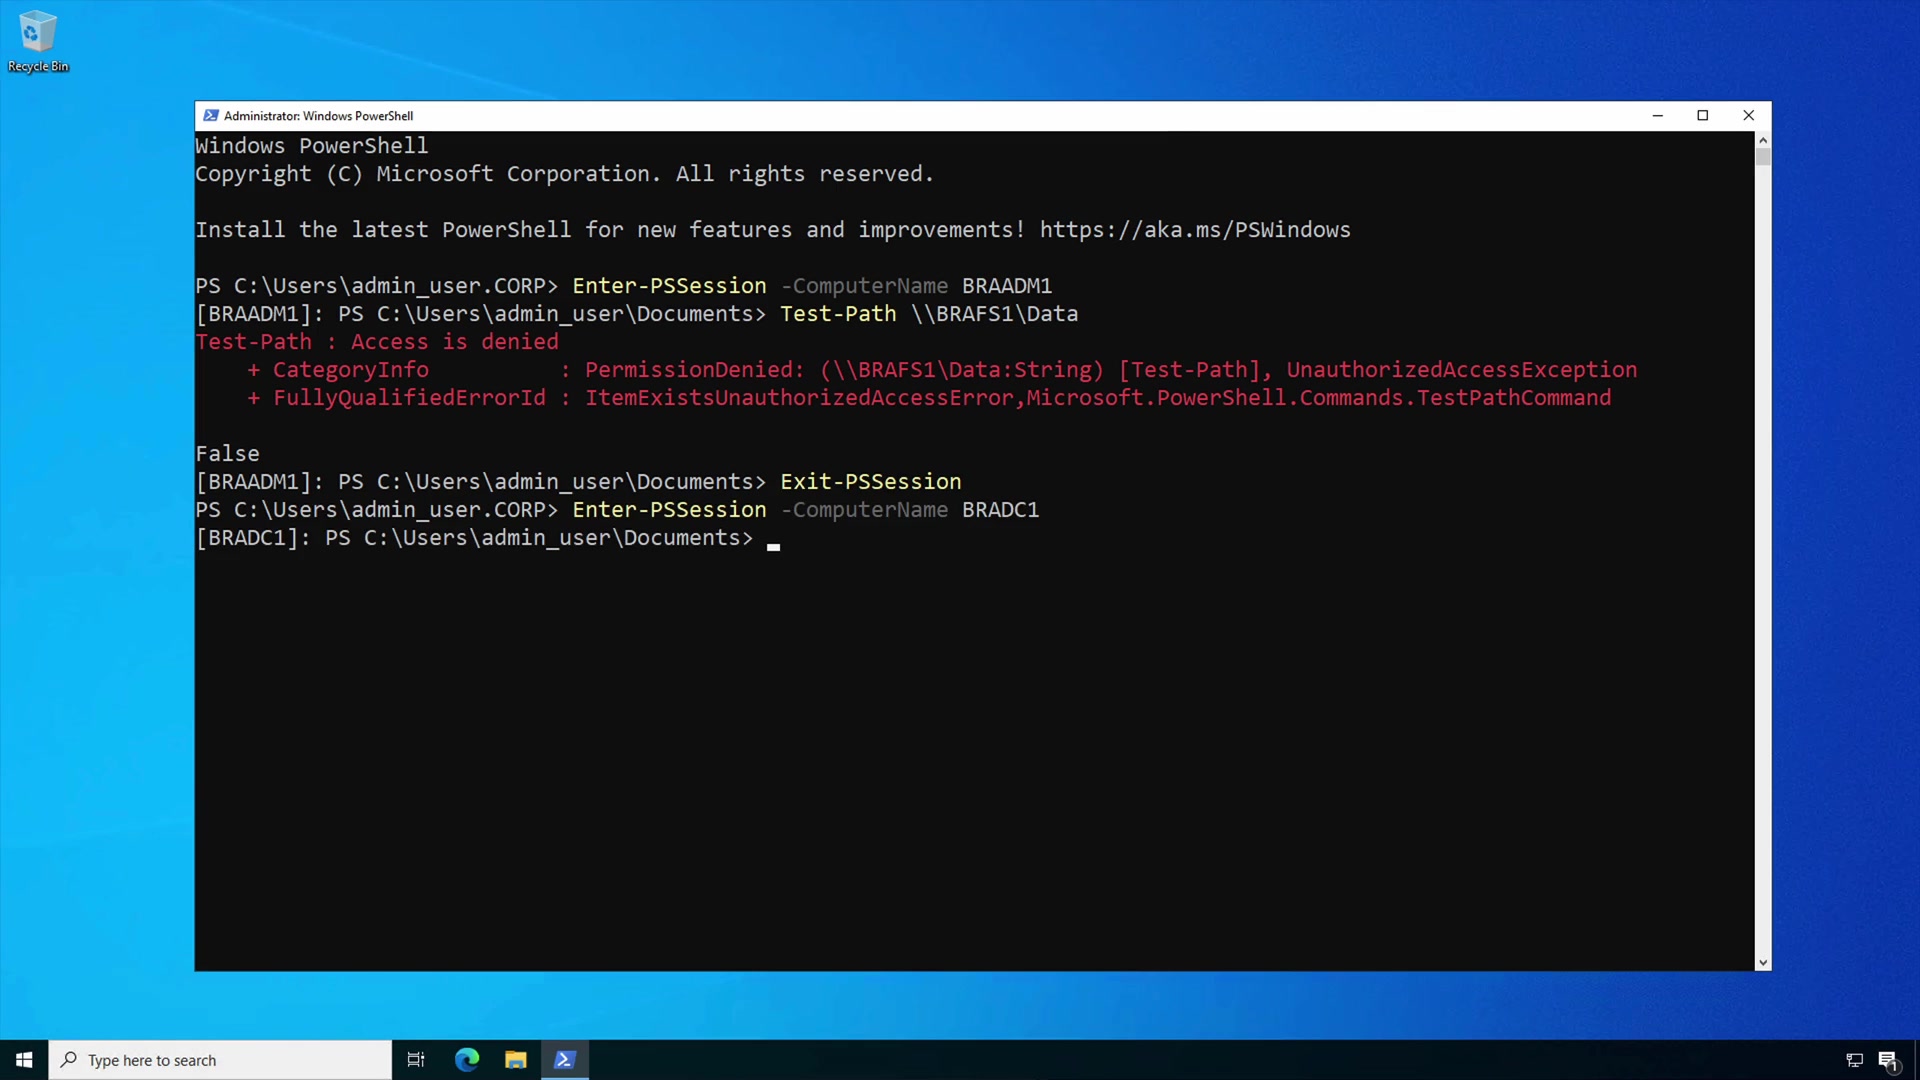 Recycle Bin
Administrator: Windows PowerShell
Windows PowerShell
Copyright (C) Microsoft Corporation. All rights reserved.
Install the latest PowerShell for new features and improvements! https://aka.ms/PSWindows
PS C:\Users\admin_user.CORP> Enter-PSSession -ComputerName BRAADM1
[BRAADM1]: PS C:\Users\admin_user\Documents> Test-Path \\BRAFS1\Data
Test-Path : Access is denied
    + CategoryInfo          : PermissionDenied: (\\BRAFS1\Data:String) [Test-Path], UnauthorizedAccessException
    + FullyQualifiedErrorId : ItemExistsUnauthorizedAccessError,Microsoft.PowerShell.Commands.TestPathCommand
False
[BRAADM1]: PS C:\Users\admin_user\Documents> Exit-PSSession
PS C:\Users\admin_user.CORP> Enter-PSSession -ComputerName BRADC1
[BRADC1]: PS C:\Users\admin_user\Documents>
Type here to search
1